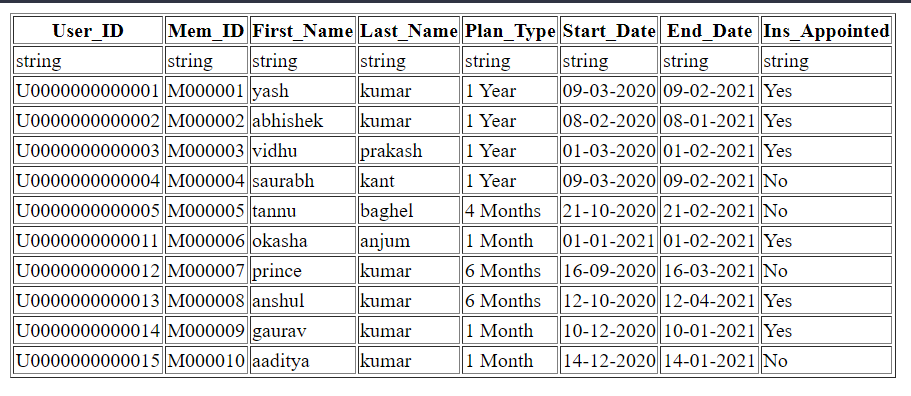 User_ID Mem_ID First_Name Last_Name Plan_Type Start_Date End_Date Ins_Appointed
string string string string string string string string
U0000000000001 M000001 yash kumar 1 Year 09-03-2020 09-02-2021 Yes
U0000000000002 M000002 abhishek kumar 1 Year 08-02-2020 08-01-2021 Yes
U0000000000003 M000003 vidhu prakash 1 Year 01-03-2020 01-02-2021 Yes
U0000000000004 M000004 saurabh kant 1 Year 09-03-2020 09-02-2021 No
U0000000000005 M000005 tannu baghel 4 Months 21-10-2020 21-02-2021 No
U0000000000011 M000006 okasha anjum 1 Month 01-01-2021 01-02-2021 Yes
U0000000000012 M000007 prince kumar 6 Months 16-09-2020 16-03-2021 No
U0000000000013 M000008 anshul kumar 6 Months 12-10-2020 12-04-2021 Yes
U0000000000014 M000009 gaurav kumar 1 Month 10-12-2020 10-01-2021 Yes
U0000000000015 M000010 aaditya kumar 1 Month 14-12-2020 14-01-2021 No